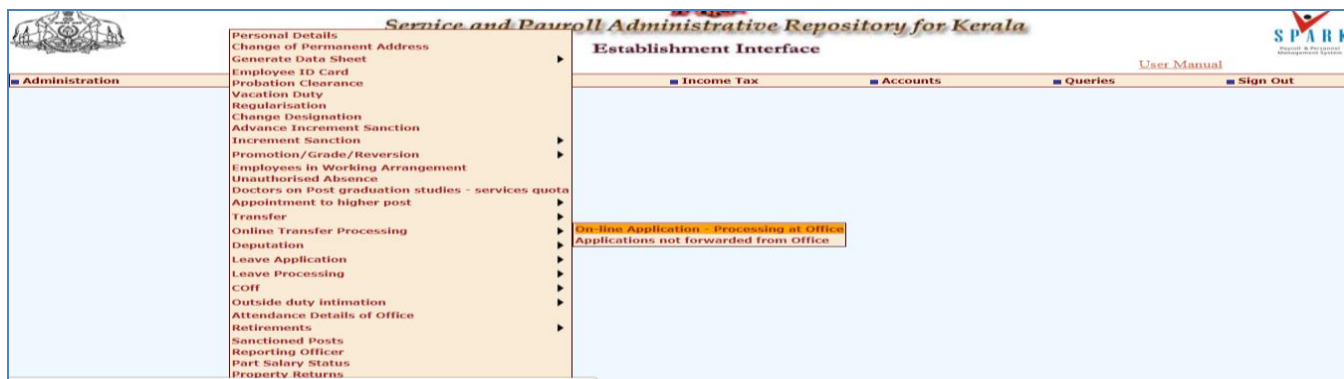 Service and Payroll Administrative Repository for Kerala
Establishment Interface
SPARK
Payroll & Personal
Management System
User Manual
Administration
Income Tax
Accounts
Queries
Sign Out
Personal Details
Change of Permanent Address
Generate Data Sheet
Employee ID Card
Probation Clearance
Vacation Duty
Regularisation
Change Designation
Advance Increment Sanction
Increment Sanction
Promotion/Grade/Reversion
Employees in Working Arrangement
Unauthorised Absence
Doctors on Post graduation studies - services quota
Appointment to higher post
Transfer
Online Transfer Processing
Deputation
Leave Application
Leave Processing
COff
Outside duty intimation
Attendance Details of Office
Retirements
Sanctioned Posts
Reporting Officer
Part Salary Status
Property Returns
On-line Application - Processing at Office
Applications not forwarded from Office